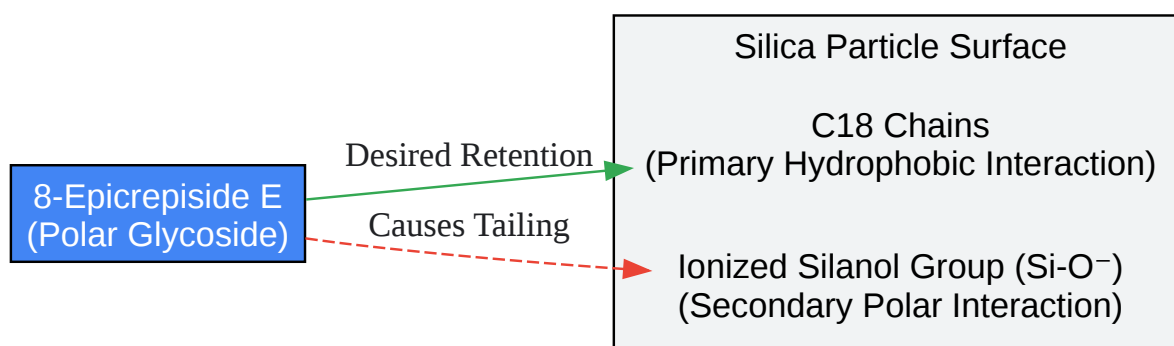 Silica Particle Surface
C18 Chains
(Primary Hydrophobic Interaction)
Desired Retention
8-Epicrepiside E
(Polar Glycoside)
Causes Tailing
Ionized Silanol Group (Si-O⁻)
(Secondary Polar Interaction)